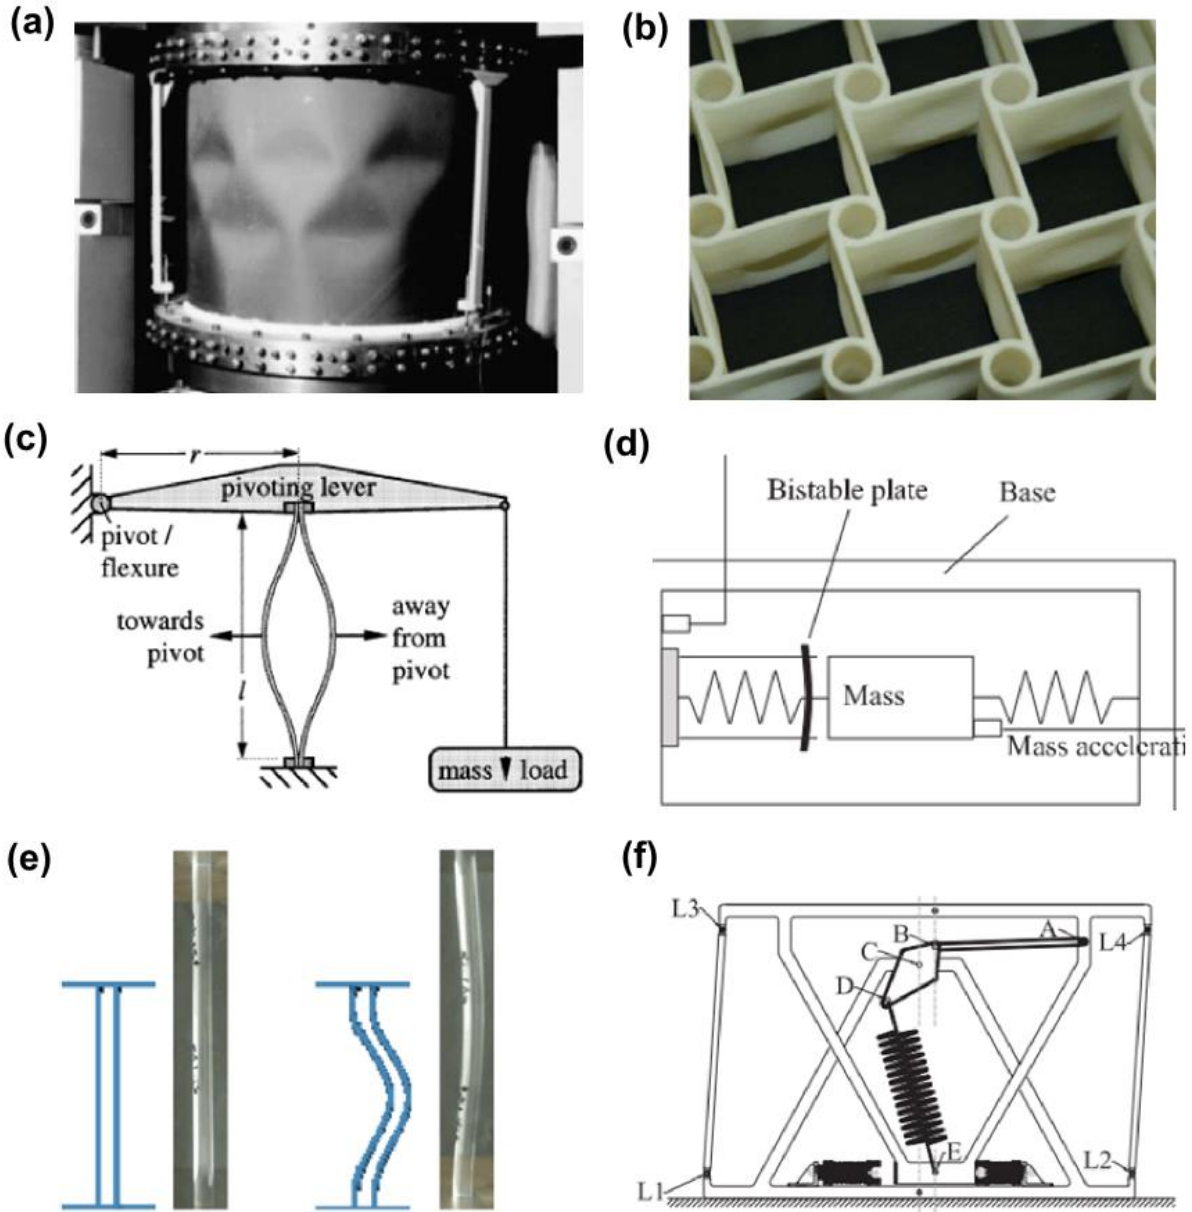 (a)
(b)
(c)
r
pivoting lever
pivot /
flexure
towards
pivot
away
from
pivot
l
mass load
(d)
Bistable plate
Base
Mass
Mass accelerati
(e)
(f)
L3
B
A
L4
C
D
E
L2
L1